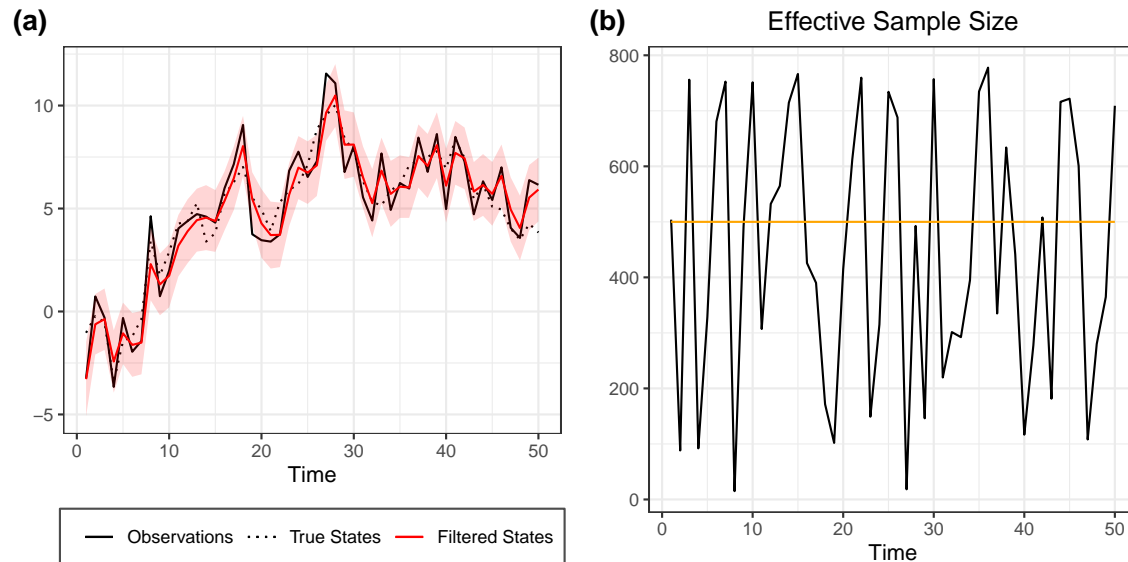 (a)
10
5
0
−5
0 10 20 30 40 50
Time
Observations True States Filtered States
(b) Effective Sample Size
800
600
400
200
0
0 10 20 30 40 50
Time